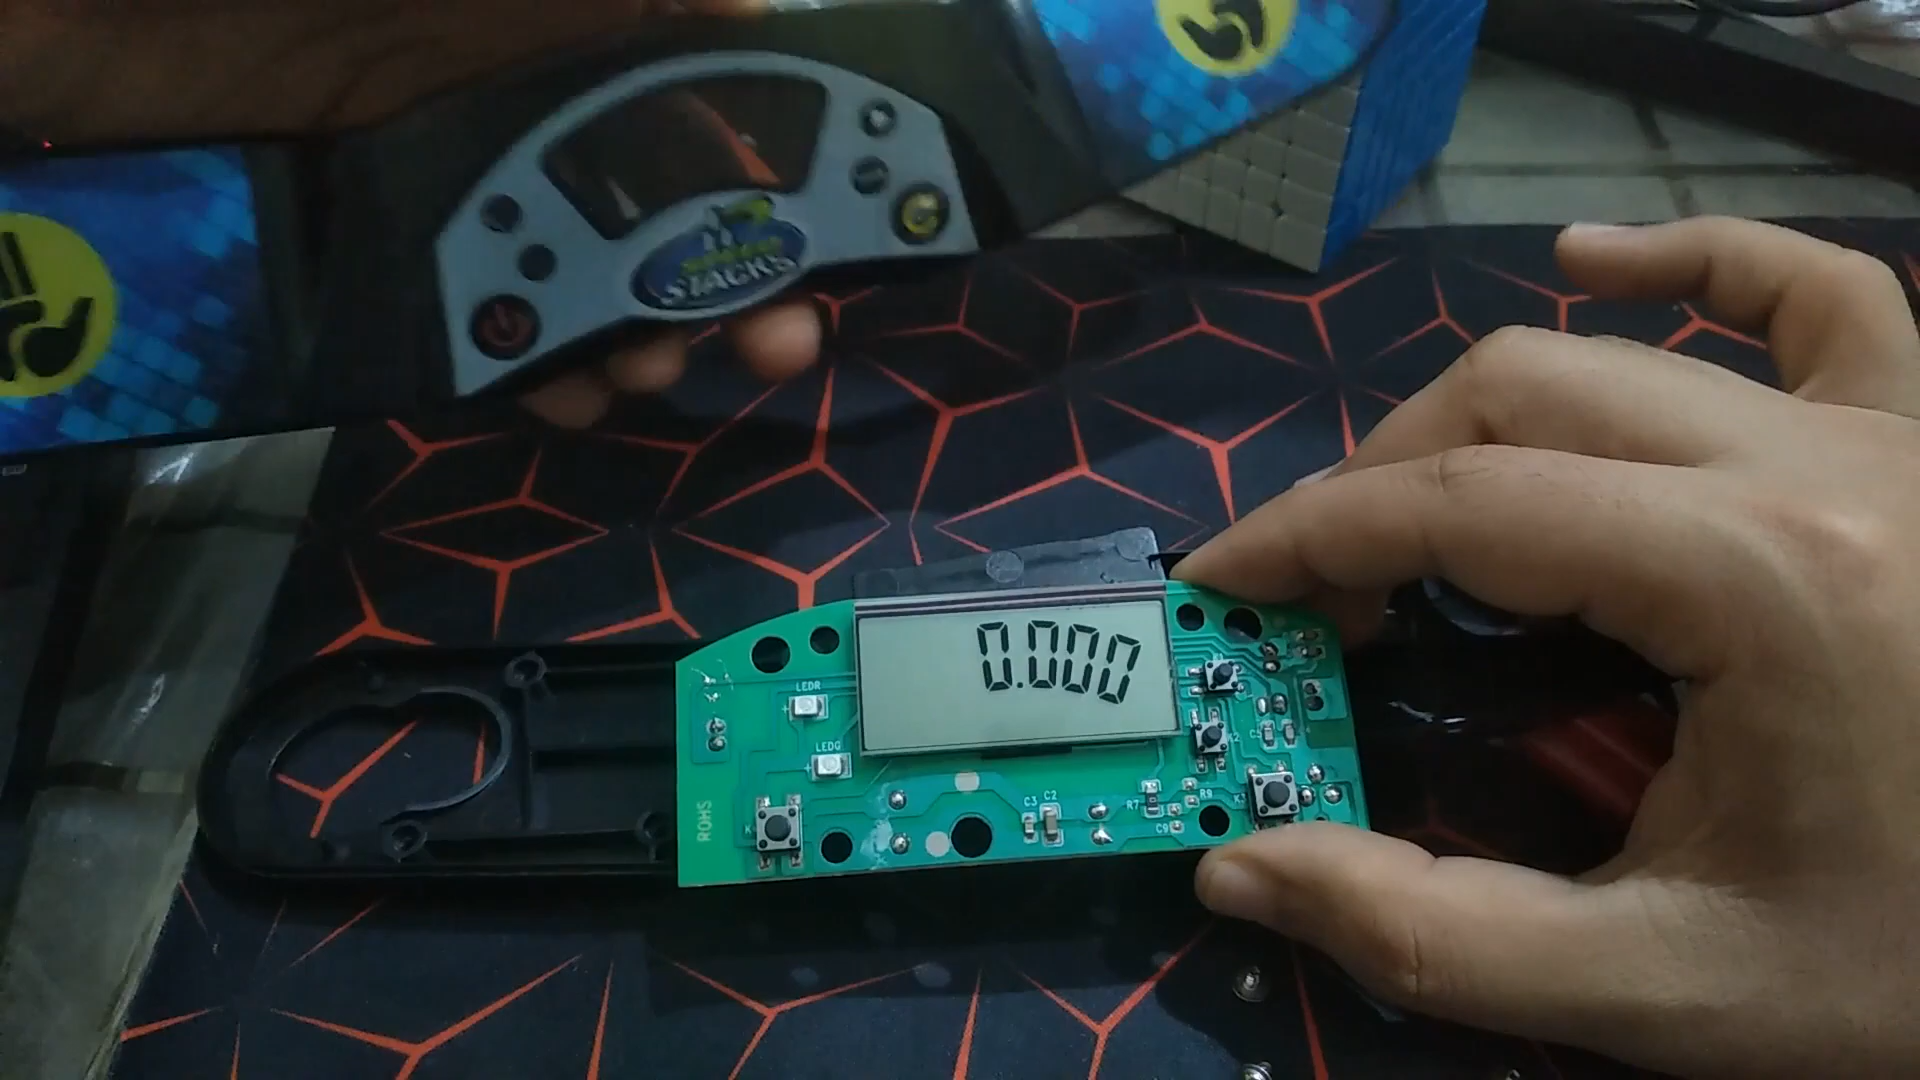 STACKS
0.000
LEDR
LEDG
ROHS
C3 C2
R7
R9
C9
K3